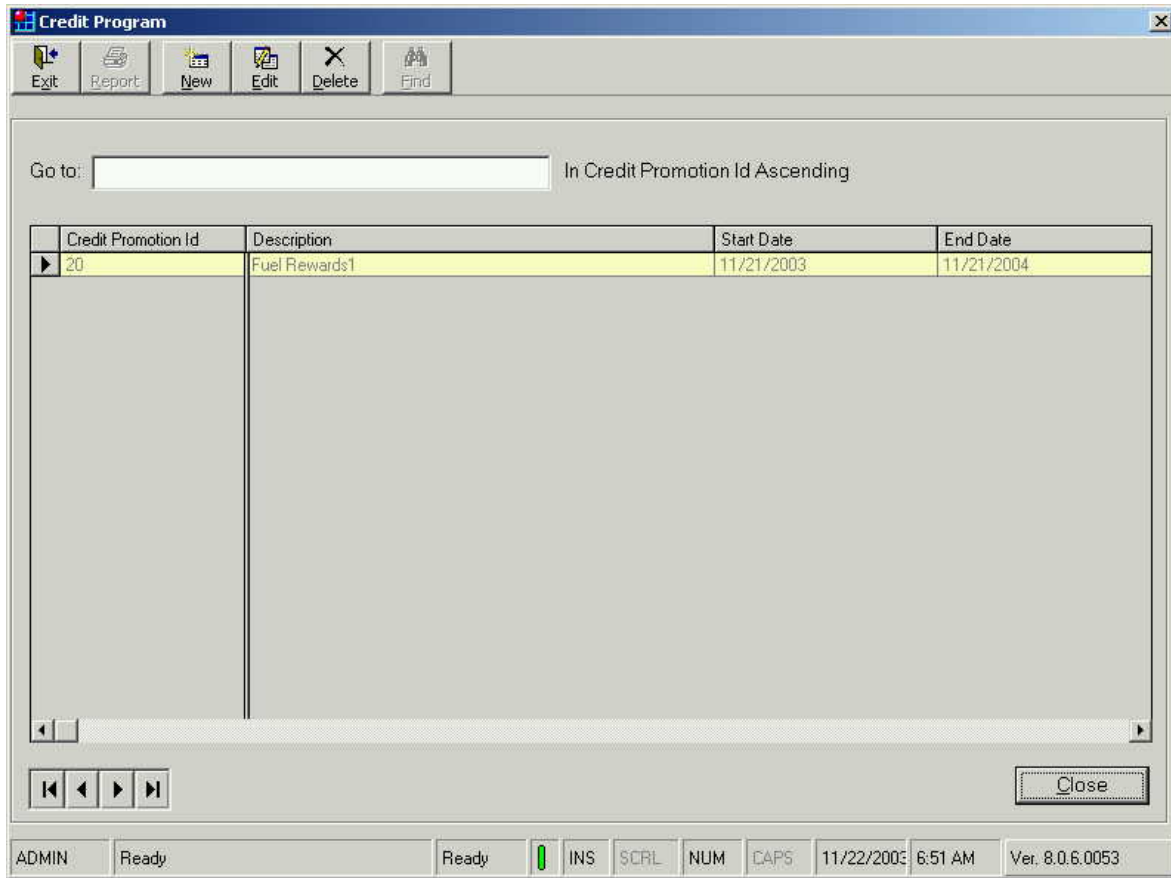 Credit Program
Exit Report New Edit Delete Find
Go to: In Credit Promotion Id Ascending
Credit Promotion Id Description Start Date End Date
20 Fuel Rewards1 11/21/2003 11/21/2004
Close
ADMIN Ready Ready INS SCRL NUM CAPS 11/22/2003 6:51 AM Ver. 8.0.6.0053